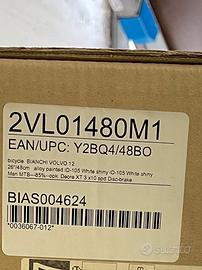 2VL01480M1
EAN/UPC: Y2BQ4/48BO
bicycle BIANCHI VOLVO 12
26"/48cm alloy painted ID-105 White shiny ID-105 White shiny
Man MTB---85%--opk. Deore XT 3 x10 spd Disc-brake
BIAS004624
*0036067-012*
subito